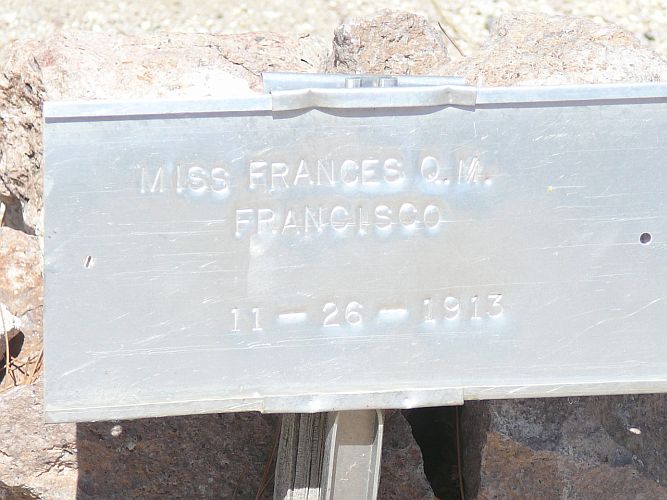 MISS FRANCES Q.M.
FRANCISCO
11-26-1913